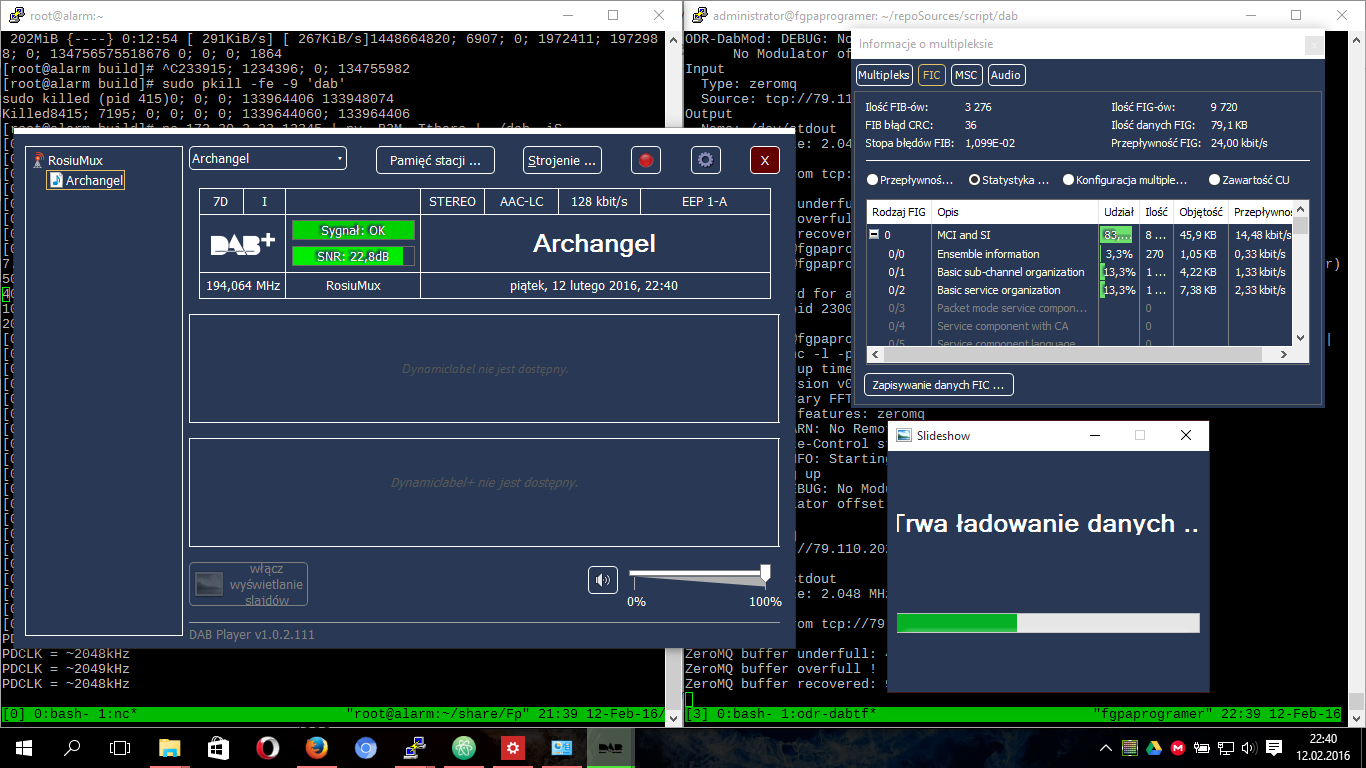 root@alarm:~
202MiB {----} 0:12:54 [ 291KiB/s] [ 267KiB/s]1448664820; 6907; 0; 1972411; 197298
8; 0; 134756575518676 0; 0; 0; 1864
[root@alarm build]# ^C233915; 1234396; 0; 134755982
[root@alarm build]# sudo pkill -fe -9 'dab'
sudo killed (pid 415)0; 0; 0; 133964406 133948074
Killed8415; 7195; 0; 0; 0; 1339644060; 133964406
RosiuMux
Archangel
Archangel
Pamięć stacji ...
Strojenie ...
X
7D
I
STEREO
AAC-LC
128 kbit/s
EEP 1-A
DAB+
Sygnał: OK
SNR: 22,8dB
Archangel
194,064 MHz
RosiuMux
piątek, 12 lutego 2016, 22:40
Dynamiclabel nie jest dostępny.
Dynamiclabel+ nie jest dostępny.
włącz
wyświetlanie
slajdów
0%
100%
DAB Player v1.0.2.111
PDCLK = ~2048kHz
PDCLK = ~2049kHz
PDCLK = ~2048kHz
[0] 0:bash- 1:nc*
"root@alarm:~/share/Fp" 21:39 12-Feb-16/
administrator@fgpaprogramer: ~/repoSources/script/dab
ODR-DabMod: DEBUG: No
No Modulator of
Input
Type: zeromq
Source: tcp://79.11
Output
Informacje o multipleksie
Multipleks
FIC
MSC
Audio
Ilość FIB-ów:
3 276
Ilość FIG-ów:
9 720
FIB błąd CRC:
36
Ilość danych FIG:
79,1 KB
Stopa błędów FIB:
1,099E-02
Przepływność FIG:
24,00 kbit/s
Przepływnoś...
Statystyka ...
Konfiguracja multiple...
Zawartość CU
Rodzaj FIG
Opis
Udział
Ilość
Objętość
Przepływnoś
0
MCI and SI
83,...
8 ...
45,9 KB
14,48 kbit/s
0/0
Ensemble information
3,3%
270
1,05 KB
0,33 kbit/s
0/1
Basic sub-channel organization
13,3%
1 ...
4,22 KB
1,33 kbit/s
0/2
Basic service organization
13,3%
1 ...
7,38 KB
2,33 kbit/s
0/3
Packet mode service compon...
0
0/4
Service component with CA
0
0/5
Service component language
0
Zapisywanie danych FIC ...
features: zeromq
Slideshow
Trwa ładowanie danych ..
ZeroMQ buffer underfull: 4
ZeroMQ buffer overfull !
ZeroMQ buffer recovered:
[3] 0:bash- 1:odr-dabtf*
"fgpaprogramer" 22:39 12-Feb-16
DAB
22:40
12.02.2016